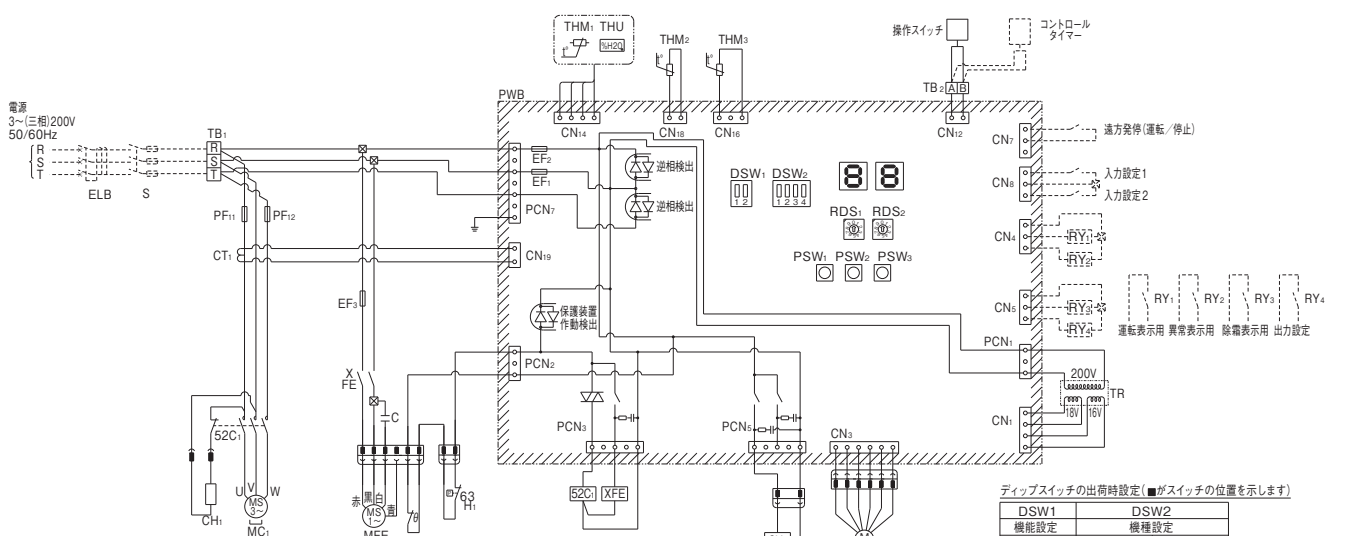 THM₁ THU
t°
%H2O
THM₂
t°
THM₃
t°
操作スイッチ
コントロール
タイマー
TB₂ A B
電源
3～(三相)200V
50/60Hz
R
S
T
ELB
S
TB₁
R
S
T
PWB
CN₁₄
CN₁₈
CN₁₆
CN₁₂
CN₇
遠方発停(運転／停止)
EF₂
EF₁
逆相検出
逆相検出
DSW₁ DSW₂
1 2
1 2 3 4
8 8
CN₈
入力設定1
入力設定2
PCN₇
RDS₁ RDS₂
CN₄
RY₁
RY₂
PF₁₁
PF₁₂
CT₁
CN₁₉
PSW₁ PSW₂ PSW₃
EF₃
保護装置
作動検出
CN₅
RY₃
RY₄
RY₁
RY₂
RY₃
RY₄
運転表示用 異常表示用 除霜表示用 出力設定
PCN₁
PCN₂
X
FE
200V
18V
16V
TR
C
CN₁
52C₁
PCN₃
PCN₅
CN₃
U
V
W
MS
3～
CH₁
MC₁
赤
黒
白
青
MS
1～
MFE
θ
63
H₁
52C₁
XFE
M
ディップスイッチの出荷時設定(■がスイッチの位置を示します)
DSW1 DSW2
機能設定 機種設定